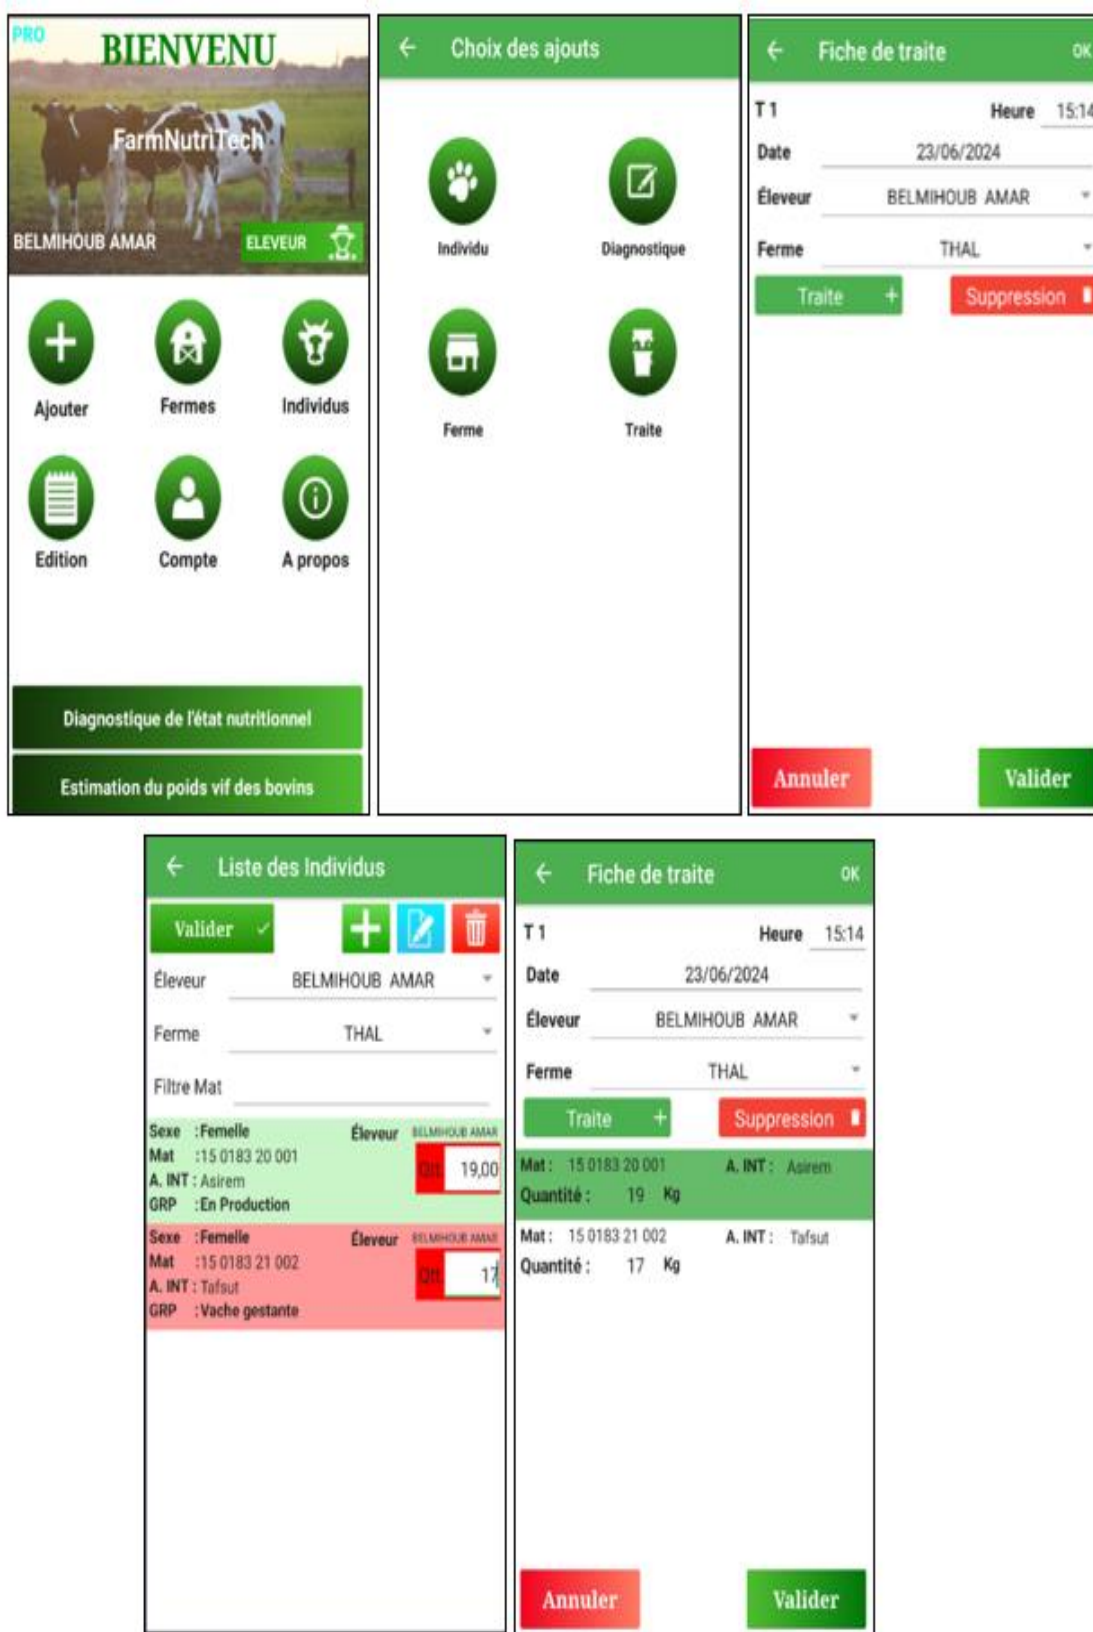 PRO
BIENVENU
FarmNutriTech
BELMIHOUB AMAR
ELEVEUR
Ajouter
Fermes
Individus
Edition
Compte
A propos
Diagnostique de l'état nutritionnel
Estimation du poids vif des bovins
Choix des ajouts
Individu
Diagnostique
Ferme
Traite
Fiche de traite OK
T 1 Heure 15:14
Date 23/06/2024
Éleveur BELMIHOUB AMAR
Ferme THAL
Traite + Suppression
Annuler Valider
Liste des Individus
Valider
Éleveur BELMIHOUB AMAR
Ferme THAL
Filtre Mat
Sexe :Femelle Éleveur BELMIHOUB AMAR
Mat :15 0183 20 001 Qtt 19,00
A. INT : Asirem
GRP :En Production
Sexe :Femelle Éleveur BELMIHOUB AMAR
Mat :15 0183 21 002 Qtt 17
A. INT : Tafsut
GRP :Vache gestante
Fiche de traite OK
T 1 Heure 15:14
Date 23/06/2024
Éleveur BELMIHOUB AMAR
Ferme THAL
Traite + Suppression
Mat : 15 0183 20 001 A. INT : Asirem
Quantité : 19 Kg
Mat : 15 0183 21 002 A. INT : Tafsut
Quantité : 17 Kg
Annuler Valider